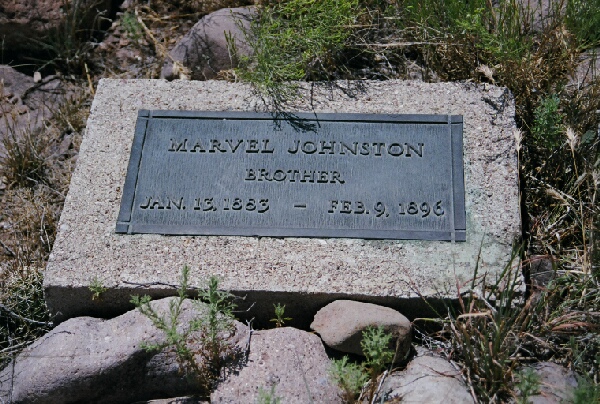 MARVEL JOHNSTON
BROTHER
JAN. 13, 1883 – FEB. 9, 1896